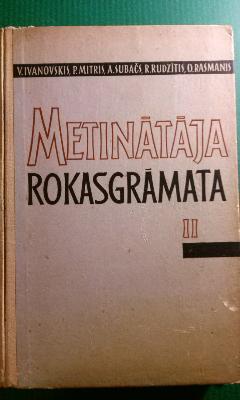 V. IVANOVSKIS, P. MITRIS, A. SUBAČS, R. RUDZĪTIS, O. RASMANIS
METINĀTĀJA
ROKASGRĀMATA
II